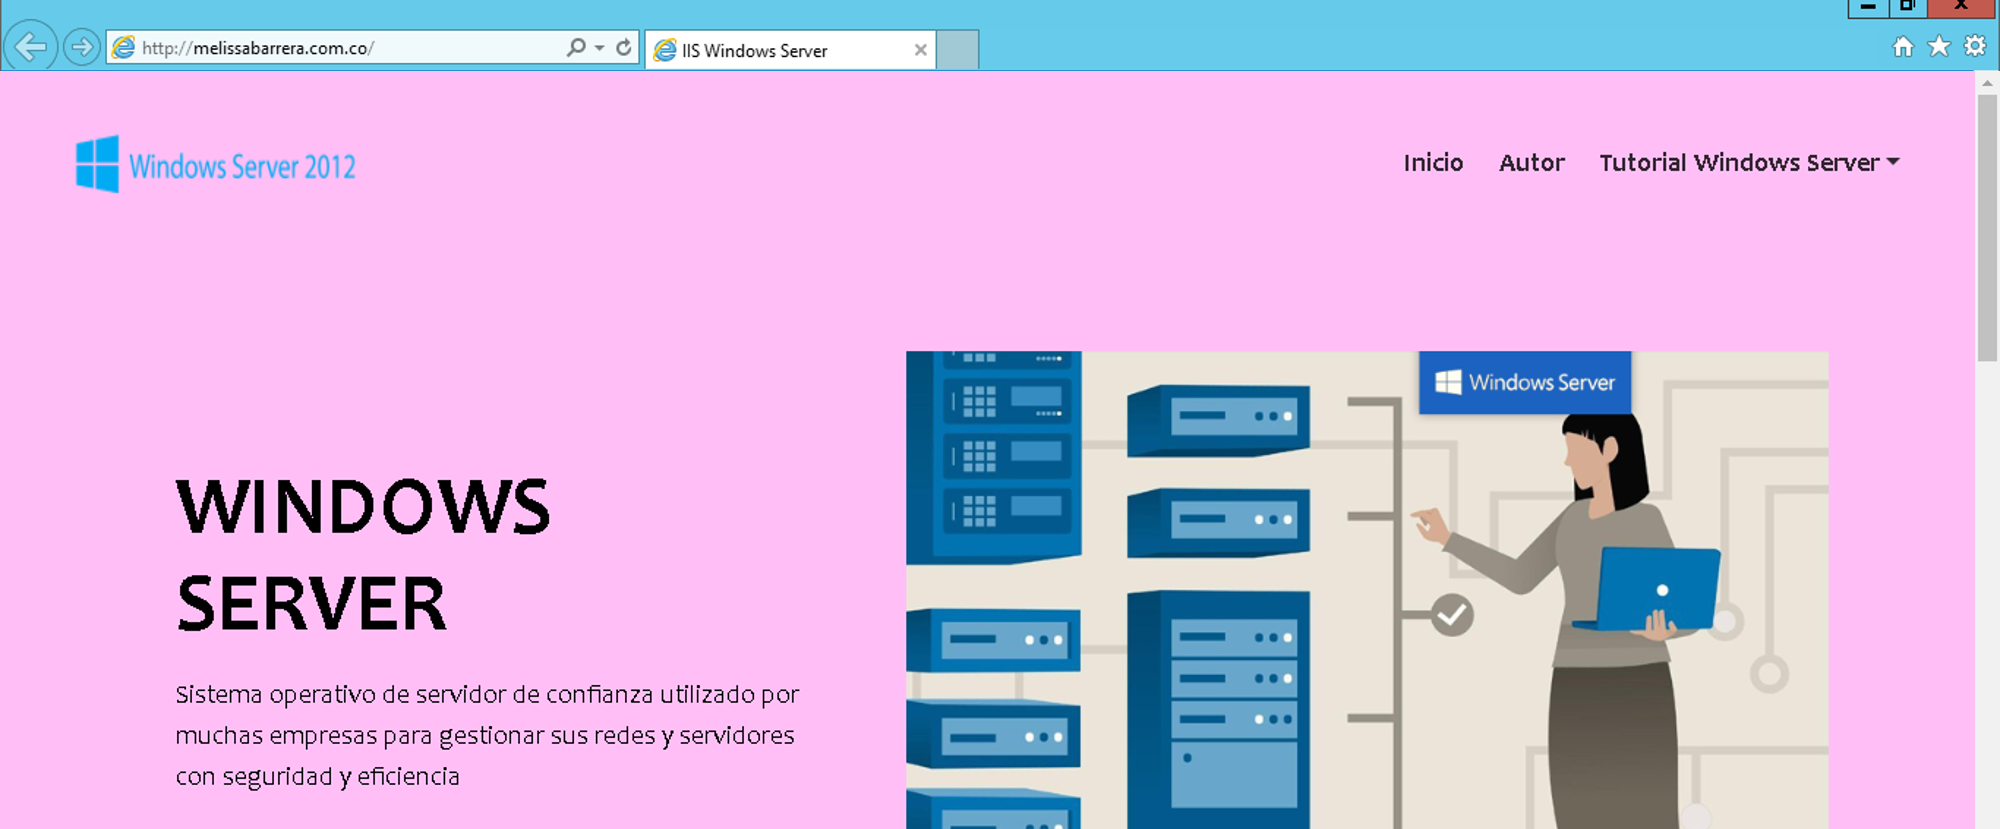 http://melissabarrera.com.co/
IIS Windows Server
Windows Server 2012
Inicio Autor Tutorial Windows Server
Windows Server
WINDOWS
SERVER
Sistema operativo de servidor de confianza utilizado por
muchas empresas para gestionar sus redes y servidores
con seguridad y eficiencia